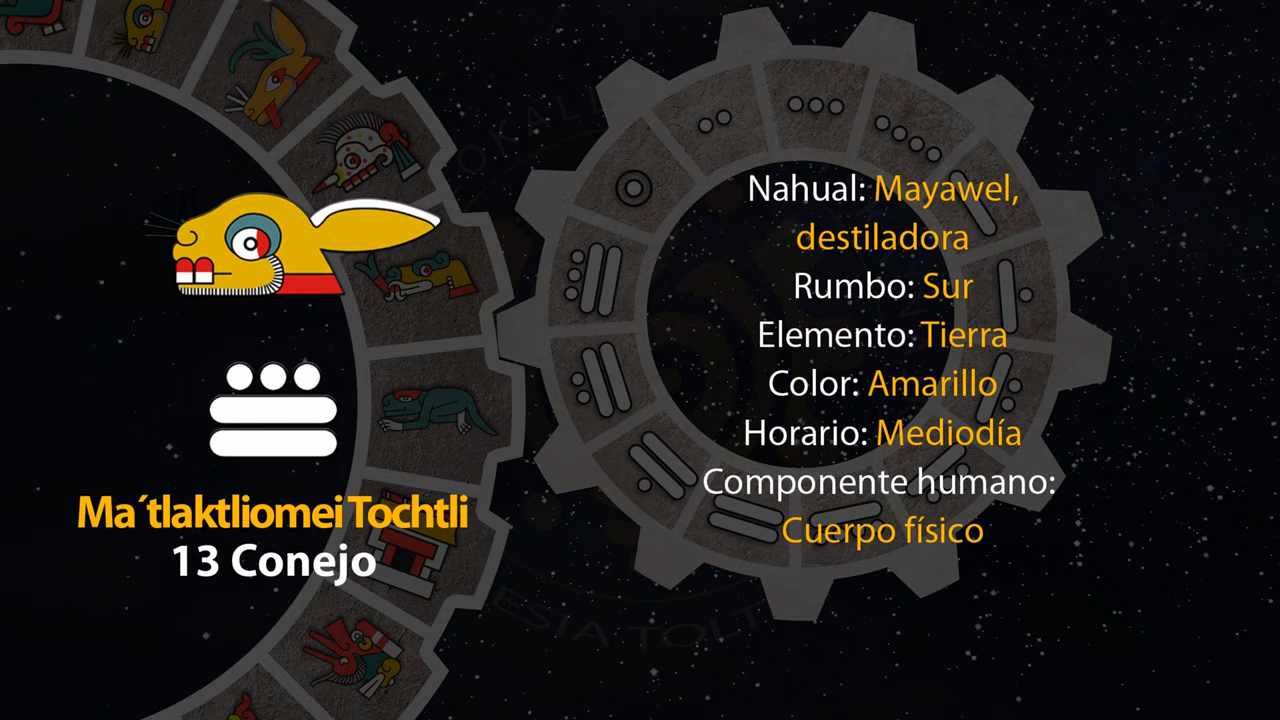 Ma´tlaktliomei Tochtli
13 Conejo
Nahual: Mayawel,
destiladora
Rumbo: Sur
Elemento: Tierra
Color: Amarillo
Horario: Mediodía
Componente humano:
Cuerpo físico